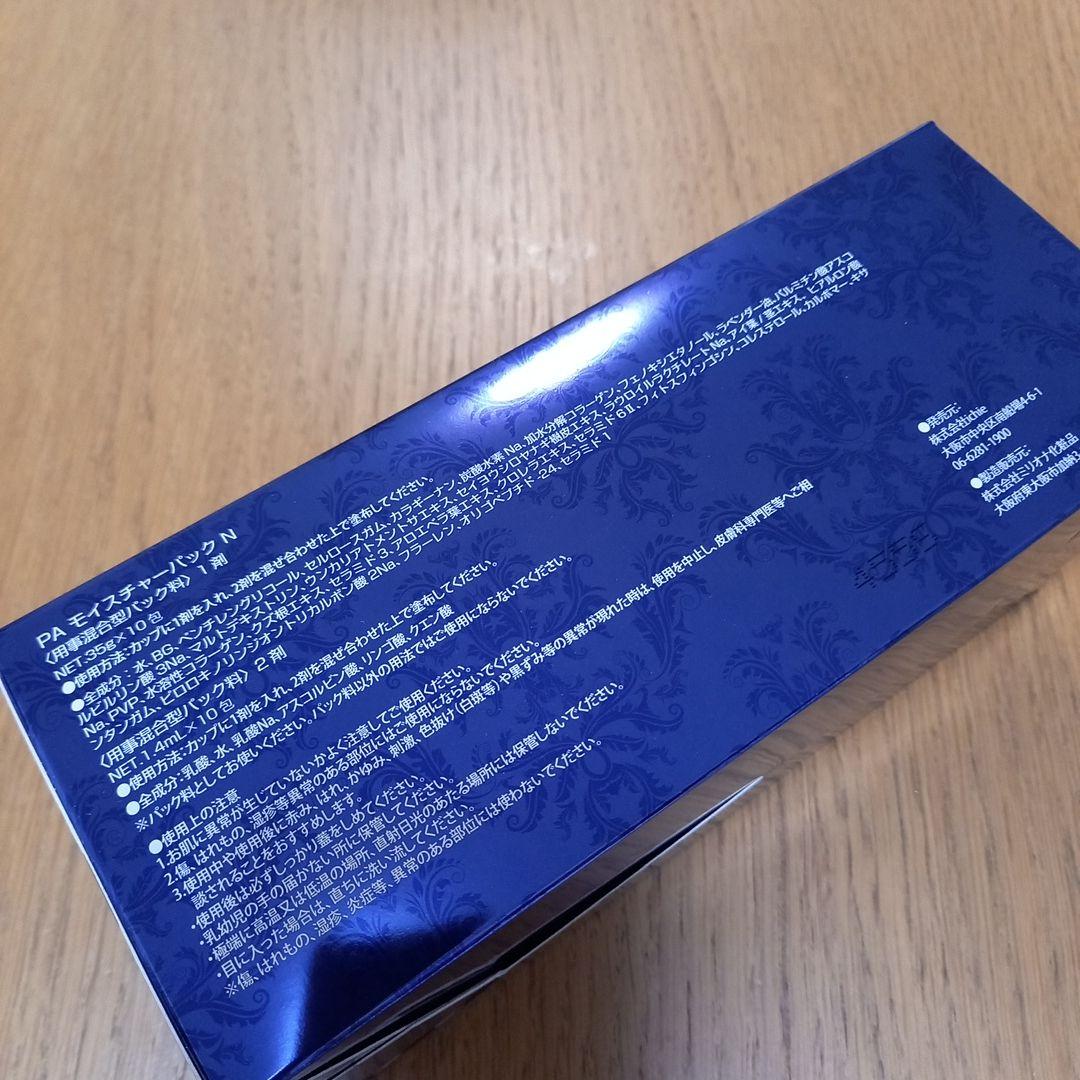 PA モイスチャーパック N
〈用事混合型パック料〉 1 剤
NET. 35g×10包
●使用方法:カップに1剤を入れ、2剤を混ぜ合わせた上で塗布してください。
●全成分:水、BG、ペンチレングリコール、セルロースガム、カラギーナン、炭酸水素Na、加水分解コラーゲン、フェノキシエタノール、ラベンダー油、パルミチン酸アスコ
ルビルリン酸3Na、マルトデキストリン、ウンカリアトメントサエキス、セイヨウシロヤナギ樹皮エキス、ラウロイルラクチレートNa、アイ葉/茎エキス、ヒアルロン酸
Na、PVP、水溶性コラーゲン、クズ根エキス、セラミド3、アロエベラ葉エキス、クロレラエキス、セラミド6Ⅱ、フィトスフィンゴシン、コレステロール、カルボマー、キサ
ンタンガム、ピロロキノリンジオントリカルボン酸2Na、フラーレン、オリゴペプチド-24、セラミド1
〈用事混合型パック料〉 2 剤
NET. 1.4mL×10包
●使用方法:カップに1剤を入れ、2剤を混ぜ合わせた上で塗布してください。
●全成分:乳酸、水、乳酸Na、アスコルビン酸、リンゴ酸、クエン酸
※パック料としてお使いください。パック料以外の用法ではご使用にならないでください。
●使用上の注意
1.お肌に異常が生じていないかよく注意してご使用ください。
2.傷、はれもの、湿疹等異常のある部位にはご使用にならないでください。
3.使用中や使用後に赤み、はれ、かゆみ、刺激、色抜け(白斑等)や黒ずみ等の異常が現れた時は、使用を中止し、皮膚科専門医等へご相
談されることをおすすめします。
・使用後は必ずしっかり蓋をしめてください。
・乳幼児の手の届かない所に保管してください。
・極端に高温又は低温の場所、直射日光のあたる場所には保管しないでください。
・目に入った場合は、直ちに洗い流してください。
※傷、はれもの、湿疹、炎症等、異常のある部位には使わないでください。
●発売元:
株式会社ichie
大阪市中央区南船場4-6-1
06-6281-1900
●製造販売元:
株式会社ミリオナ化粧品
大阪府東大阪市加納3